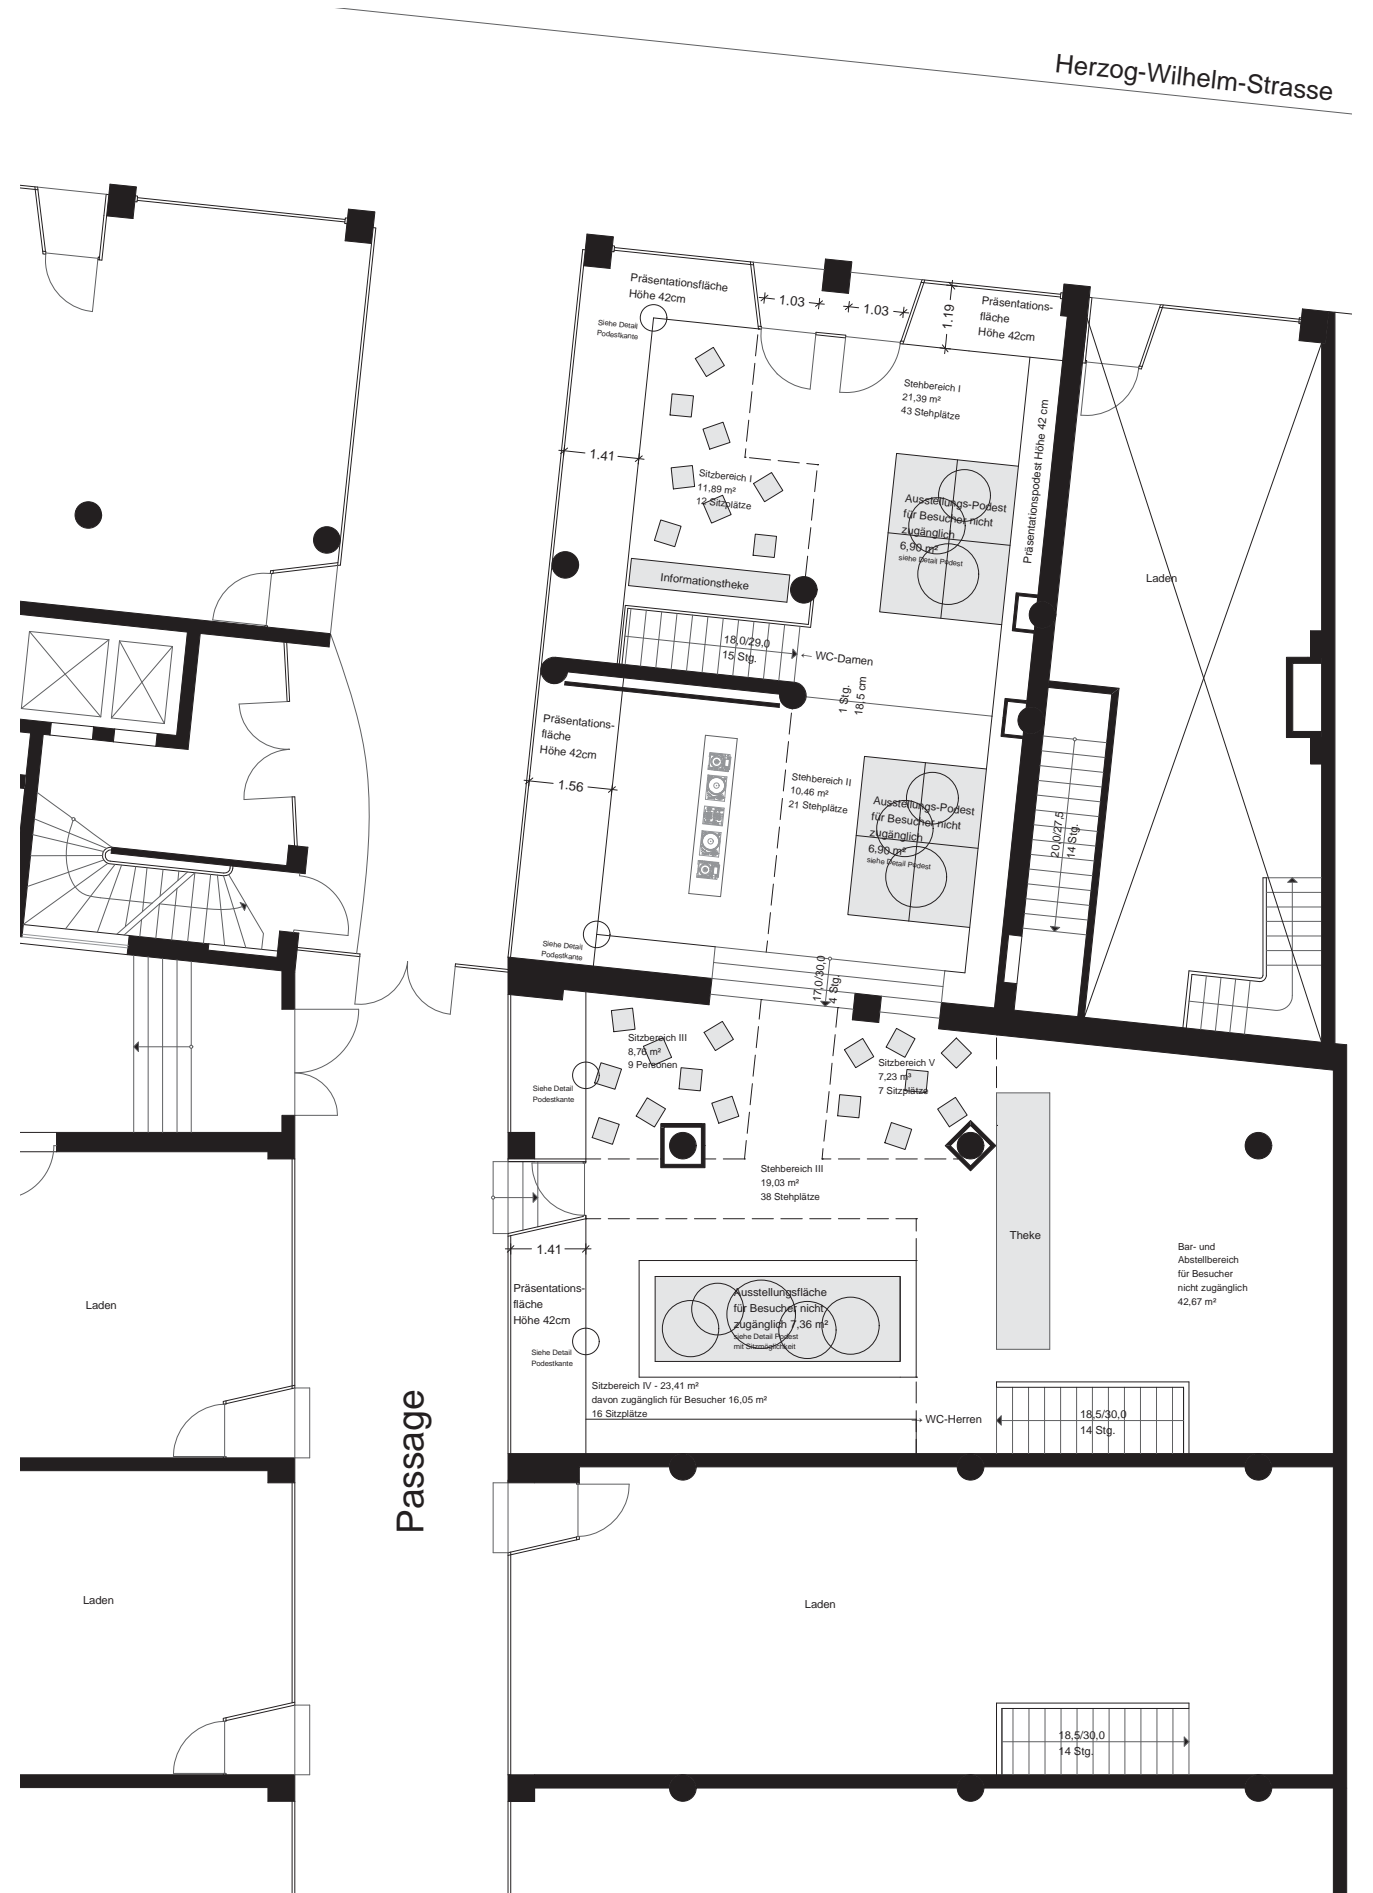 Herzog-Wilhelm-Strasse
Präsentationsfläche
Höhe 42cm
Siehe Detail
Podestkante
1.03
1.03
1.19
Präsentations-
fläche
Höhe 42cm
Stehbereich I
21,39 m²
43 Stehplätze
Präsentationspodest Höhe 42 cm
1.41
Sitzbereich I
11,89 m²
12 Sitzplätze
Ausstellungs-Podest
für Besucher nicht
zugänglich
6,90 m²
siehe Detail Podest
Laden
Informationstheke
18,0/29,0
15 Stg.
WC-Damen
1 Stg.
18,5 cm
Präsentations-
fläche
Höhe 42cm
1.56
Stehbereich II
10,46 m²
21 Stehplätze
Ausstellungs-Podest
für Besucher nicht
zugänglich
6,90 m²
siehe Detail Podest
20,0/27,5
14 Stg.
Siehe Detail
Podestkante
17,0/30,0
4 Stg.
Sitzbereich III
8,76 m²
9 Personen
Sitzbereich V
7,23 m²
7 Sitzplätze
Siehe Detail
Podestkante
Stehbereich III
19,03 m²
38 Stehplätze
Theke
Bar- und
Abstellbereich
für Besucher
nicht zugänglich
42,67 m²
1.41
Präsentations-
fläche
Höhe 42cm
Ausstellungsfläche
für Besucher nicht
zugänglich 7,36 m²
siehe Detail Podest
mit Sitzmöglichkeit
Siehe Detail
Podestkante
Sitzbereich IV - 23,41 m²
davon zugänglich für Besucher 16,05 m²
16 Sitzplätze
WC-Herren
18,5/30,0
14 Stg.
Laden
Passage
Laden
Laden
18,5/30,0
14 Stg.